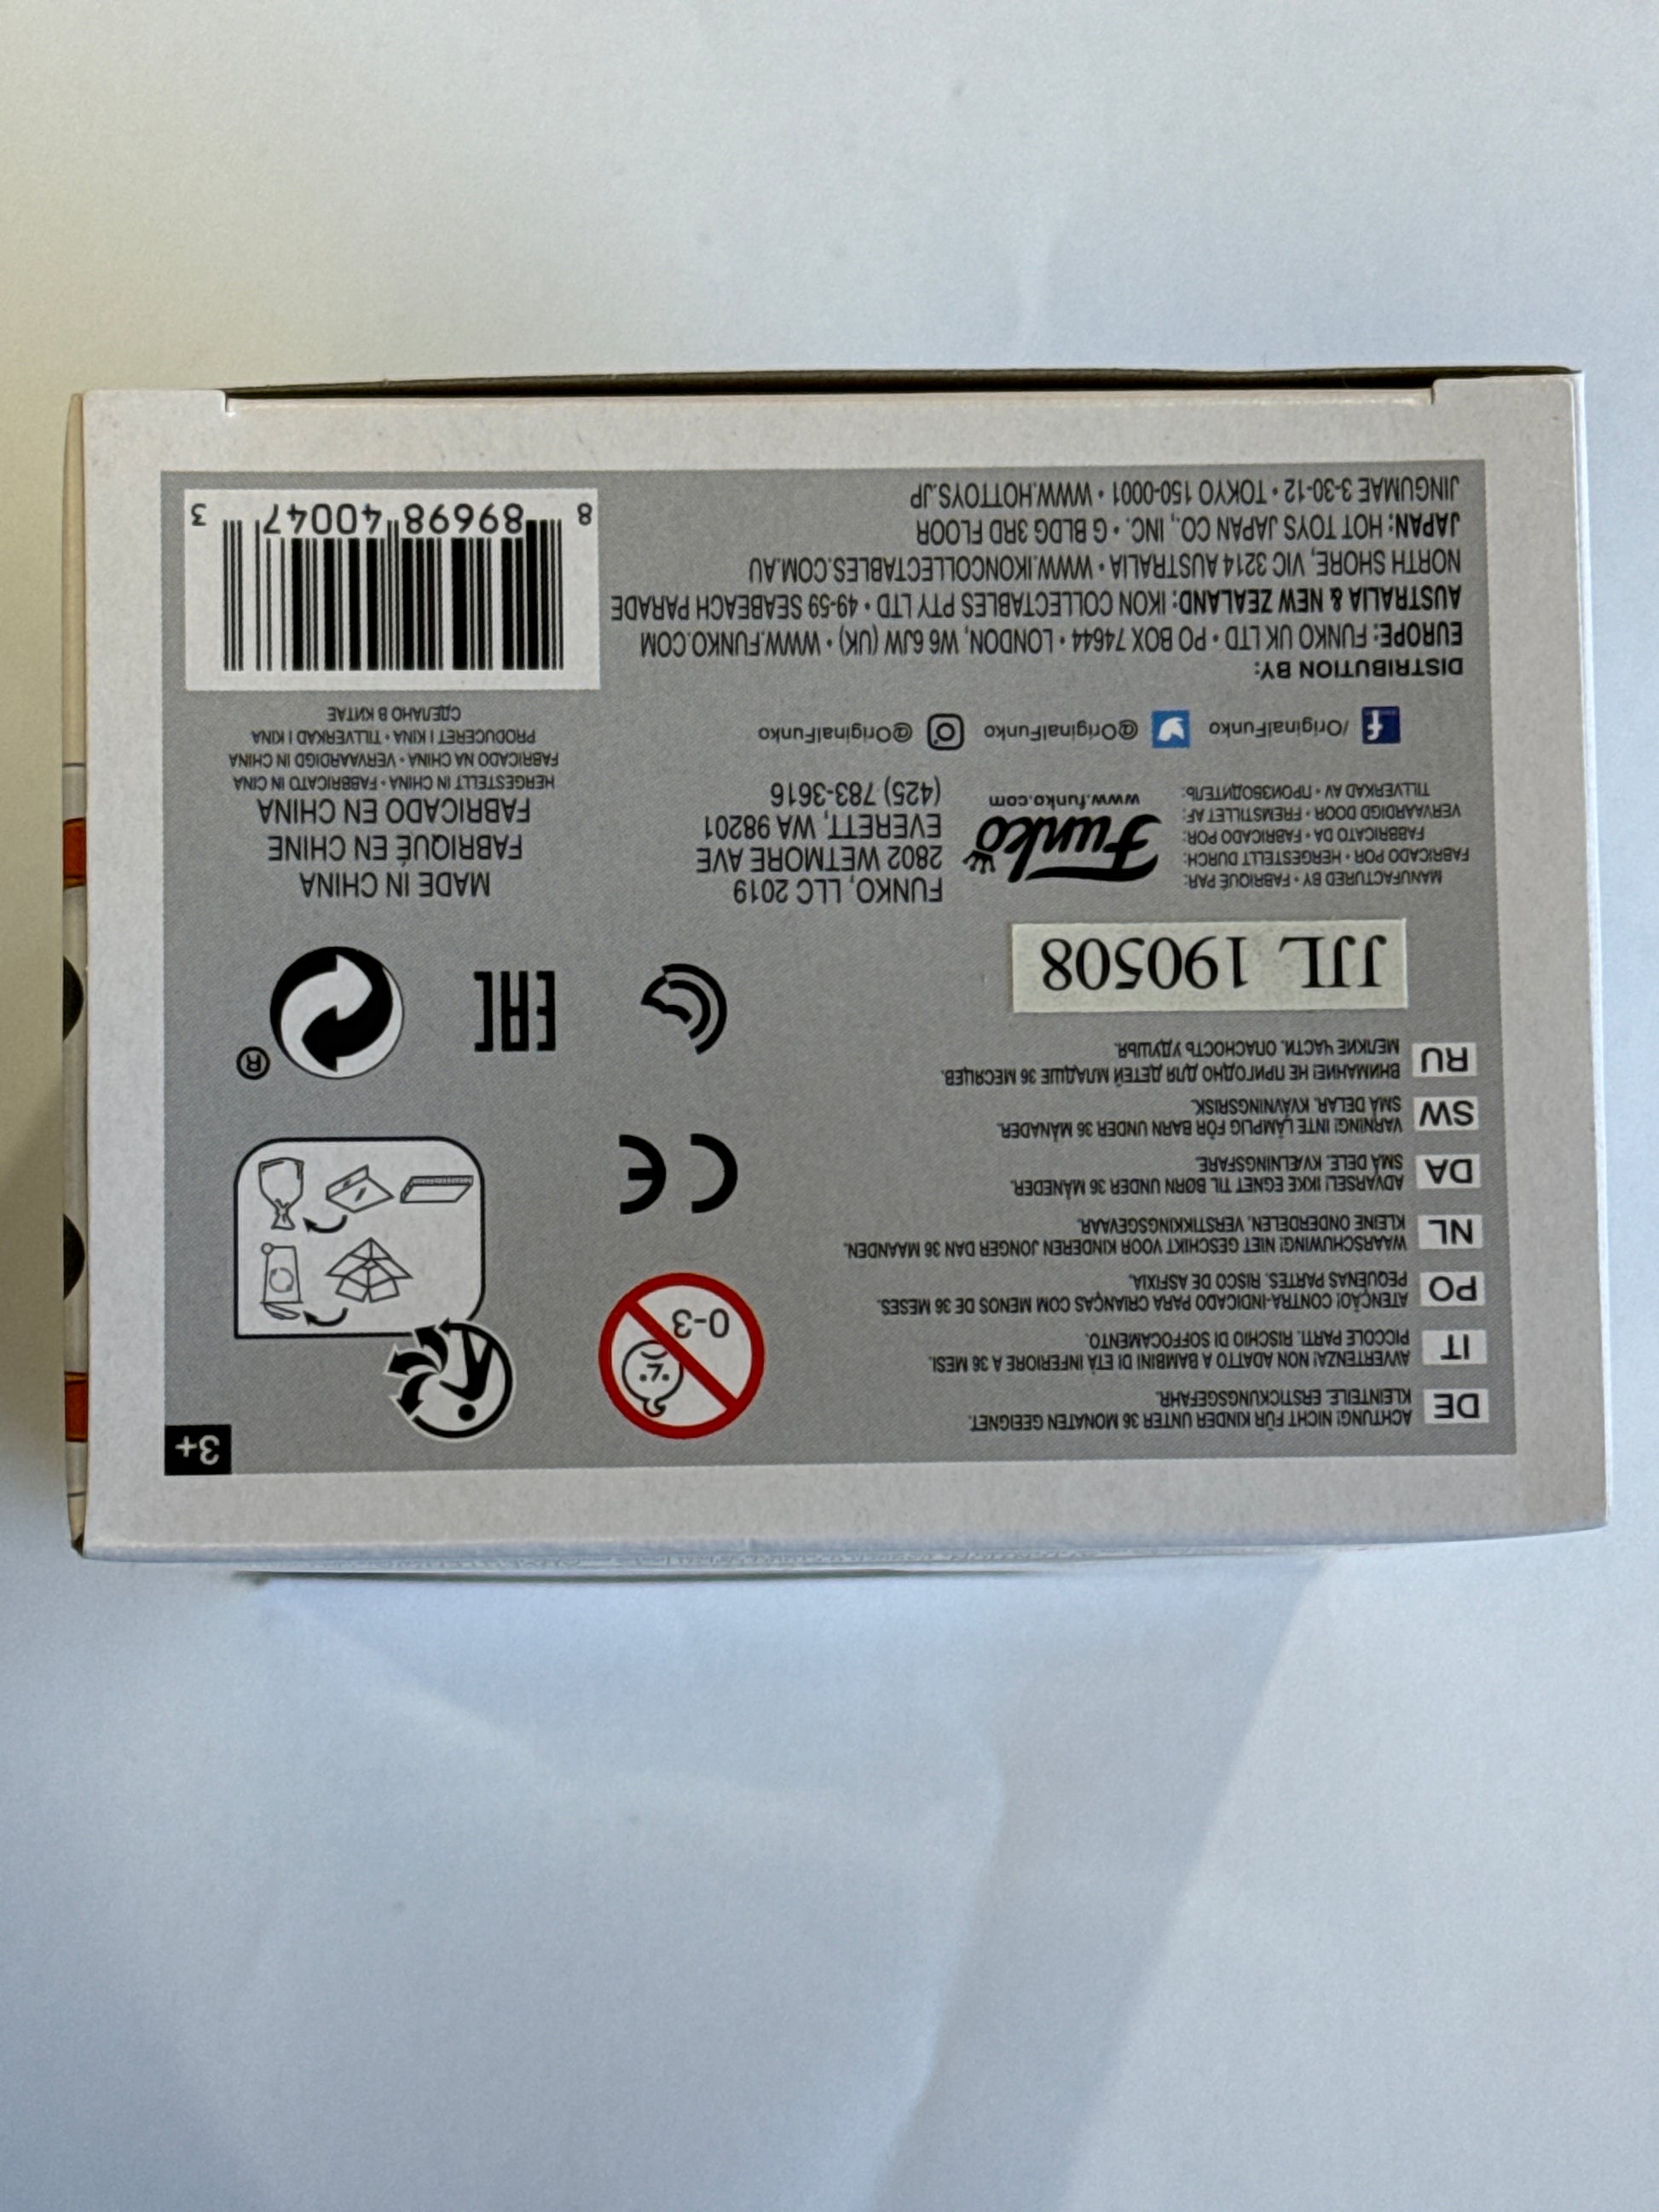 DE ACHTUNG! NICHT FÜR KINDER UNTER 36 MONATEN GEEIGNET.
KLEINTEILE. ERSTICKUNGSGEFAHR.
IT AVVERTENZA! NON ADATTO A BAMBINI DI ETÀ INFERIORE A 36 MESI.
PICCOLE PARTI. RISCHIO DI SOFFOCAMENTO.
PO ATENÇÃO! CONTRA-INDICADO PARA CRIANÇAS COM MENOS DE 36 MESES.
PEQUENAS PARTES. RISCO DE ASFIXIA.
NL WAARSCHUWING! NIET GESCHIKT VOOR KINDEREN JONGER DAN 36 MAANDEN.
KLEINE ONDERDELEN. VERSTIKKINGSGEVAAR.
DA ADVARSEL! IKKE EGNET TIL BØRN UNDER 36 MÅNEDER.
SMÅ DELE. KVÆLNINGSFARE.
SW VARNING! INTE LÄMPLIG FÖR BARN UNDER 36 MÅNADER.
SMÅ DELAR. KVÄVNINGSRISK.
RU ВНИМАНИЕ! НЕ ПРИГОДНО ДЛЯ ДЕТЕЙ МЛАДШЕ 36 МЕСЯЦЕВ.
МЕЛКИЕ ЧАСТИ. ОПАСНОСТЬ УДУШЬЯ.
JJL 190508
0-3
CE
EAC
®
3+
MANUFACTURED BY • FABRIQUÉ PAR:
FABRICADO POR • HERGESTELLT DURCH:
FABBRICATO DA • FABRICADO POR:
VERVAARDIGD DOOR • FREMSTILLET AF:
TILLVERKAD AV • ПРОИЗВОДИТЕЛЬ:
Funko
www.funko.com
FUNKO, LLC 2019
2802 WETMORE AVE
EVERETT, WA 98201
(425) 783-3616
MADE IN CHINA
FABRIQUÉ EN CHINE
FABRICADO EN CHINA
HERGESTELLT IN CHINA • FABBRICATO IN CINA
FABRICADO NA CHINA • VERVAARDIGD IN CHINA
PRODUCERET I KINA • TILLVERKAD I KINA
СДЕЛАНО В КИТАЕ
/OriginalFunko @OriginalFunko @OriginalFunko
DISTRIBUTION BY:
EUROPE: FUNKO UK LTD • PO BOX 74644 • LONDON, W6 6JW (UK) • WWW.FUNKO.COM
AUSTRALIA & NEW ZEALAND: IKON COLLECTABLES PTY LTD • 49-59 SEABEACH PARADE
NORTH SHORE, VIC 3214 AUSTRALIA • WWW.IKONCOLLECTABLES.COM.AU
JAPAN: HOT TOYS JAPAN CO., INC. • G BLDG 3RD FLOOR
JINGUMAE 3-30-12 • TOKYO 150-0001 • WWW.HOTTOYS.JP
8 89698 40047 3